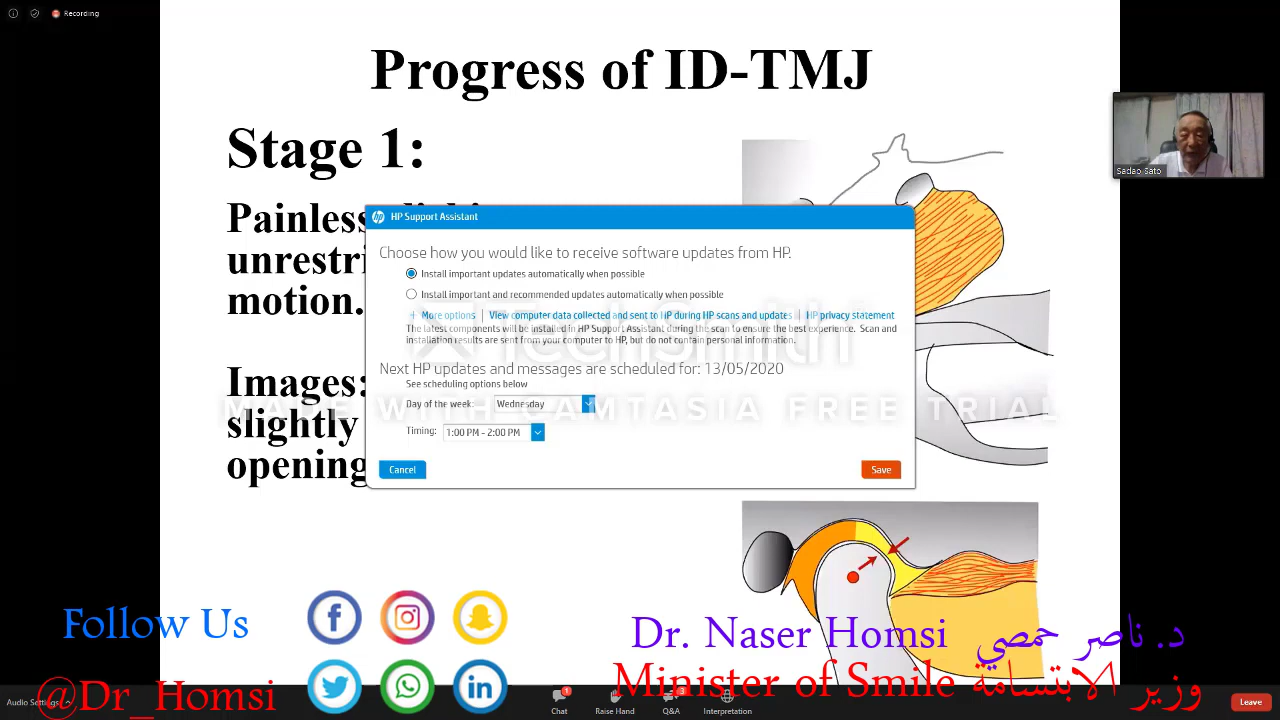 Recording
Progress of ID-TMJ
Stage 1:
Painless
unrestri
motion.
Images:
slightly
opening
Sadao Sato
HP Support Assistant
Choose how you would like to receive software updates from HP.
Install important updates automatically when possible
Install important and recommended updates automatically when possible
+ More options | View computer data collected and sent to HP during HP scans and updates | HP privacy statement
The latest components will be installed in HP Support Assistant during the scan to ensure the best experience. Scan and
installation results are sent from your computer to HP, but do not contain personal information.
Next HP updates and messages are scheduled for: 13/05/2020
See scheduling options below
Day of the week: Wednesday
Timing: 1:00 PM - 2:00 PM
Cancel Save
TechSmith
MADE WITH CAMTASIA FREE TRIAL
Follow Us
@Dr_Homsi
Dr. Naser Homsi د. ناصر حمصي
Minister of Smile وزير الابتسامة
Audio Settings
Chat 1
Raise Hand
Q&A 3
Interpretation
Leave